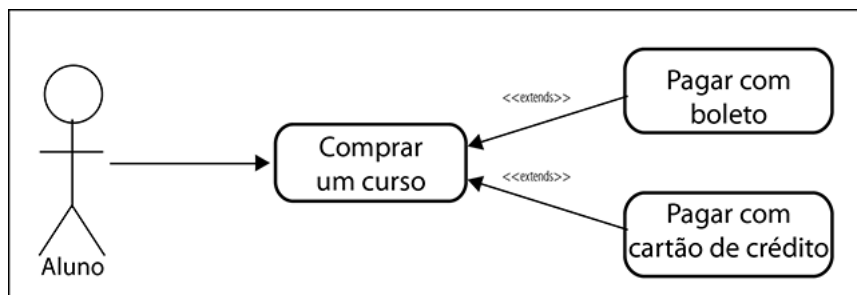 Aluno
Comprar
um curso
<<extends>>
Pagar com
boleto
<<extends>>
Pagar com
cartão de crédito